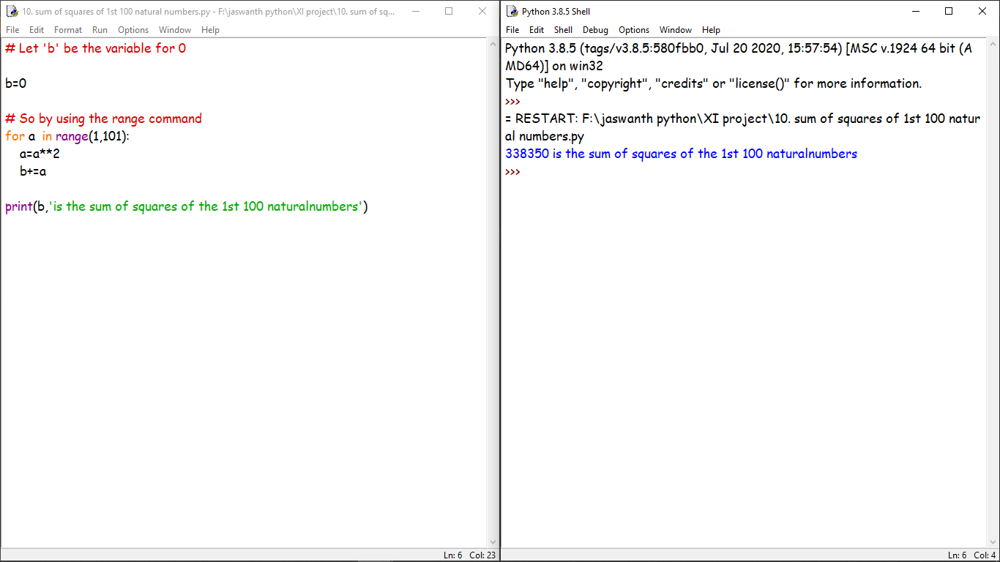 10. sum of squares of 1st 100 natural numbers.py - F:\jaswanth python\XI project\10. sum of sq...
File Edit Format Run Options Window Help
# Let 'b' be the variable for 0
b=0
# So by using the range command
for a  in range(1,101):
    a=a**2
    b+=a
print(b,'is the sum of squares of the 1st 100 naturalnumbers')
Ln: 6 Col: 23
Python 3.8.5 Shell
File Edit Shell Debug Options Window Help
Python 3.8.5 (tags/v3.8.5:580fbb0, Jul 20 2020, 15:57:54) [MSC v.1924 64 bit (A
MD64)] on win32
Type "help", "copyright", "credits" or "license()" for more information.
>>>
= RESTART: F:\jaswanth python\XI project\10. sum of squares of 1st 100 natur
al numbers.py
338350 is the sum of squares of the 1st 100 naturalnumbers
>>>
Ln: 6 Col: 4